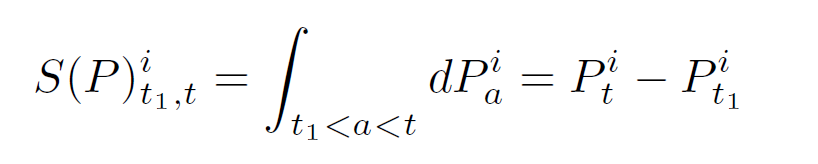 S(P)^i_{t_1,t} = \int_{t_1<a<t} dP^i_a = P^i_t - P^i_{t_1}